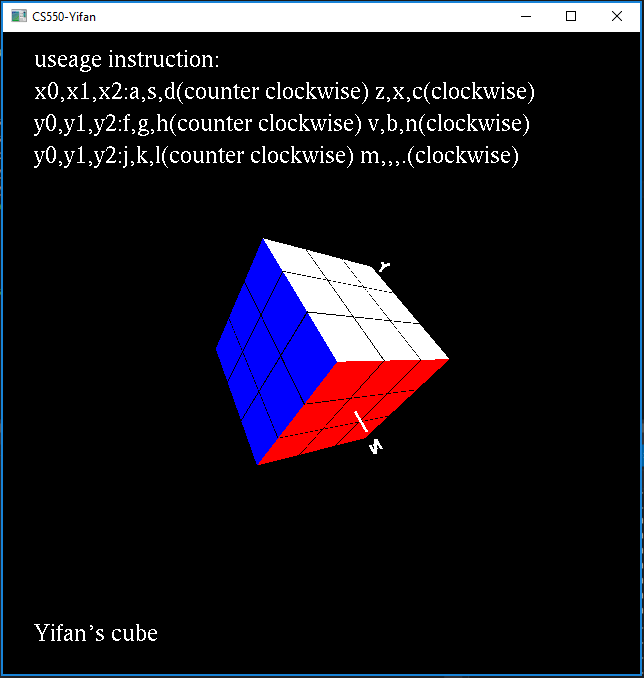 CS550-Yifan
useage instruction:
x0,x1,x2:a,s,d(counter clockwise) z,x,c(clockwise)
y0,y1,y2:f,g,h(counter clockwise) v,b,n(clockwise)
y0,y1,y2:j,k,l(counter clockwise) m,,,.(clockwise)
Y
Z
Yifan’s cube